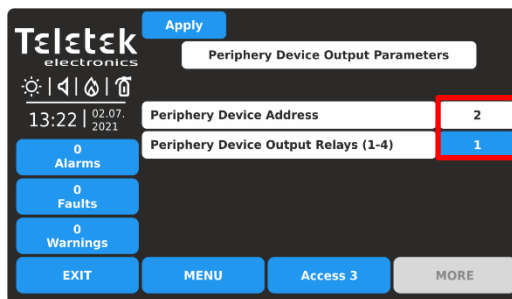 Teletek
electronics
Apply
Periphery Device Output Parameters
13:22 | 02.07.
2021
Periphery Device Address 2
Periphery Device Output Relays (1-4) 1
0
Alarms
0
Faults
0
Warnings
EXIT MENU Access 3 MORE